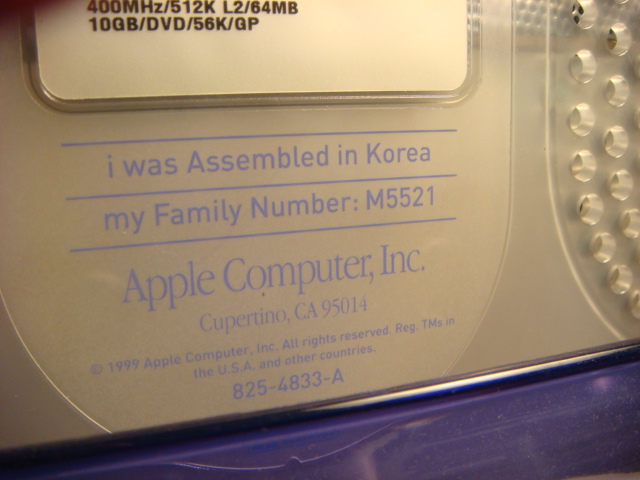 400MHz/512K L2/64MB
10GB/DVD/56K/GP
i was Assembled in Korea
my Family Number: M5521
Apple Computer, Inc.
Cupertino, CA 95014
© 1999 Apple Computer, Inc. All rights reserved. Reg. TMs in
the U.S.A. and other countries.
825-4833-A